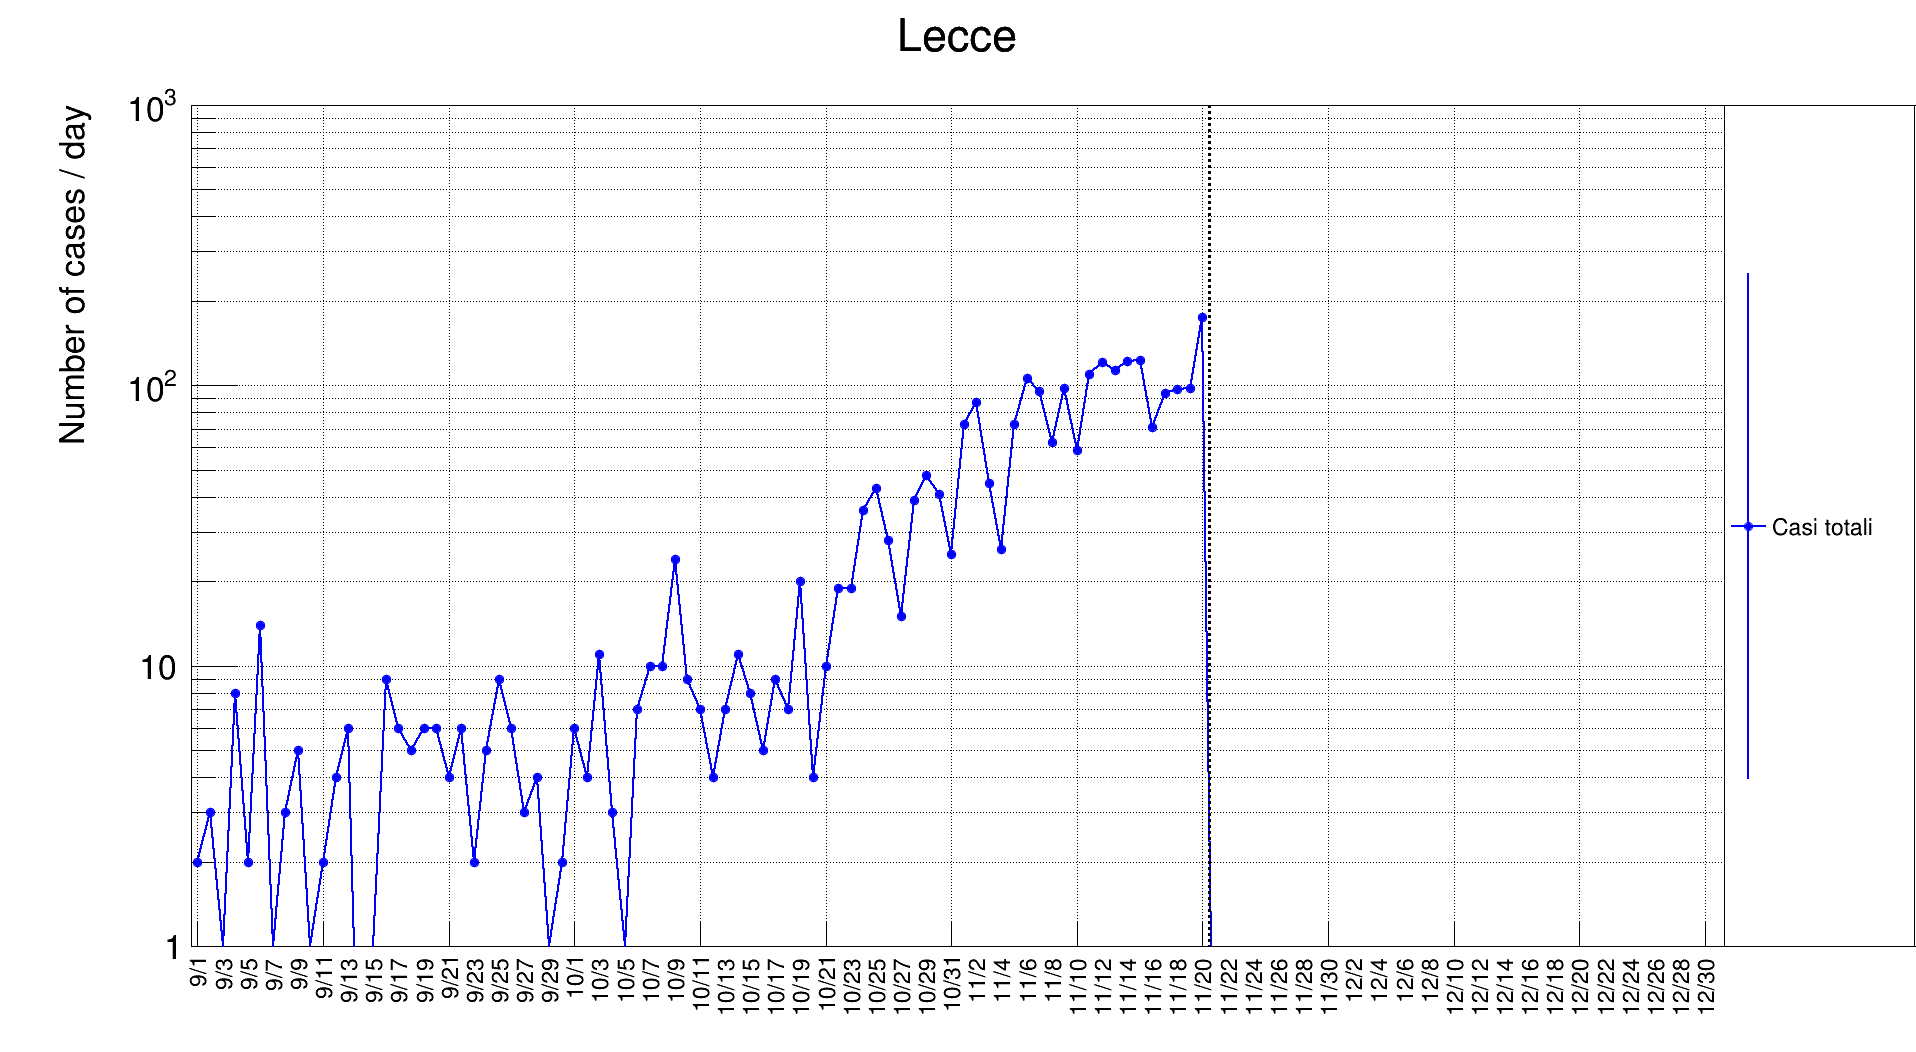 Lecce
Number of cases / day
10³
10²
10
1
9/1 9/3 9/5 9/7 9/9 9/11 9/13 9/15 9/17 9/19 9/21 9/23 9/25 9/27 9/29 10/1 10/3 10/5 10/7 10/9 10/11 10/13 10/15 10/17 10/19 10/21 10/23 10/25 10/27 10/29 10/31 11/2 11/4 11/6 11/8 11/10 11/12 11/14 11/16 11/18 11/20 11/22 11/24 11/26 11/28 11/30 12/2 12/4 12/6 12/8 12/10 12/12 12/14 12/16 12/18 12/20 12/22 12/24 12/26 12/28 12/30
Casi totali